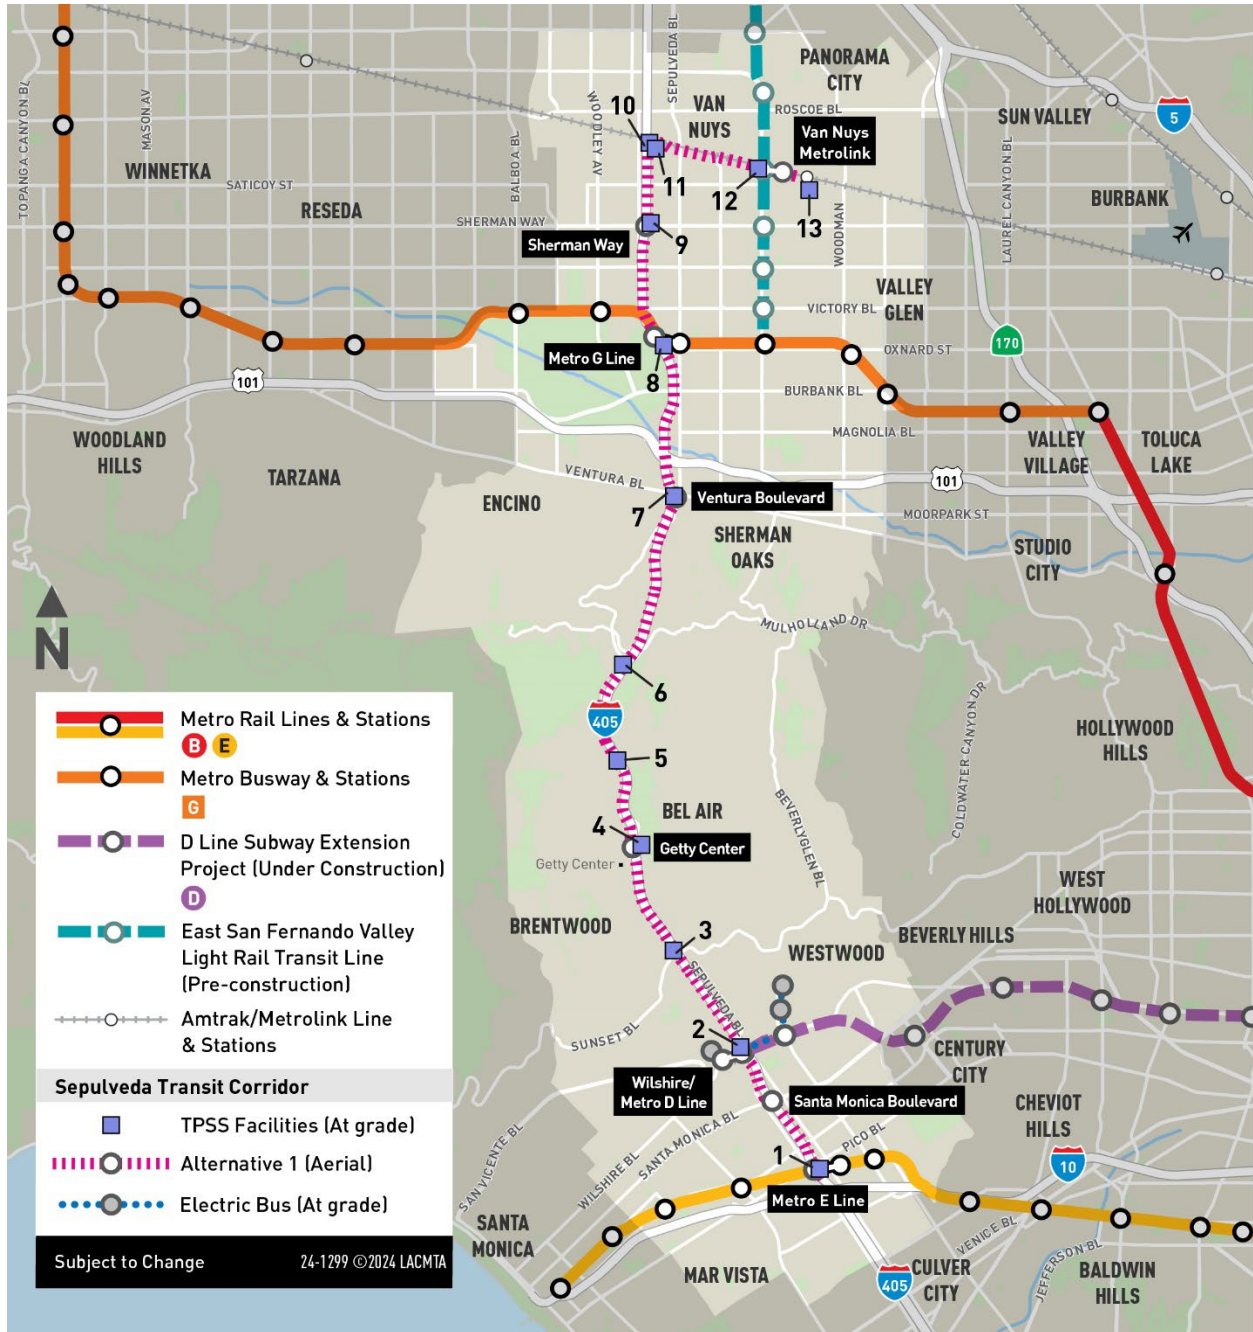 TOPANGA CANYON BL
MASON AV
WINNETKA
SATICOY ST
RESEDA
BALBOA BL
SHERMAN WAY
WOODLEY AV
SEPULVEDA BL
VAN
NUYS
PANORAMA
CITY
ROSCOE BL
Van Nuys
Metrolink
SUN VALLEY
5
LAUREL CANYON BL
BURBANK
WOODMAN
10
11
12
13
9
Sherman Way
VALLEY
GLEN
VICTORY BL
OXNARD ST
170
Metro G Line
8
BURBANK BL
MAGNOLIA BL
101
WOODLAND
HILLS
TARZANA
ENCINO
VENTURA BL
7
Ventura Boulevard
SHERMAN
OAKS
VALLEY
VILLAGE
TOLUCA
LAKE
101
MOORPARK ST
STUDIO
CITY
MULHOLLAND DR
N
6
405
5
COLDWATER CANYON DR
HOLLYWOOD
HILLS
BEL AIR
BEVERLYGLEN BL
4
Getty Center
Getty Center
WEST
HOLLYWOOD
BRENTWOOD
3
BEVERLY HILLS
WESTWOOD
SEPULVEDA BL
SUNSET BL
2
Wilshire/
Metro D Line
CENTURY
CITY
Santa Monica Boulevard
CHEVIOT
HILLS
SAN VICENTE BL
WILSHIRE BL
SANTA MONICA BL
PICO BL
1
Metro E Line
10
SANTA
MONICA
MAR VISTA
405
CULVER
CITY
VENICE BL
JEFFERSON BL
BALDWIN
HILLS
Metro Rail Lines & Stations
B E
Metro Busway & Stations
G
D Line Subway Extension
Project (Under Construction)
D
East San Fernando Valley
Light Rail Transit Line
(Pre-construction)
Amtrak/Metrolink Line
& Stations
Sepulveda Transit Corridor
TPSS Facilities (At grade)
Alternative 1 (Aerial)
Electric Bus (At grade)
Subject to Change
24-1299 ©2024 LACMTA